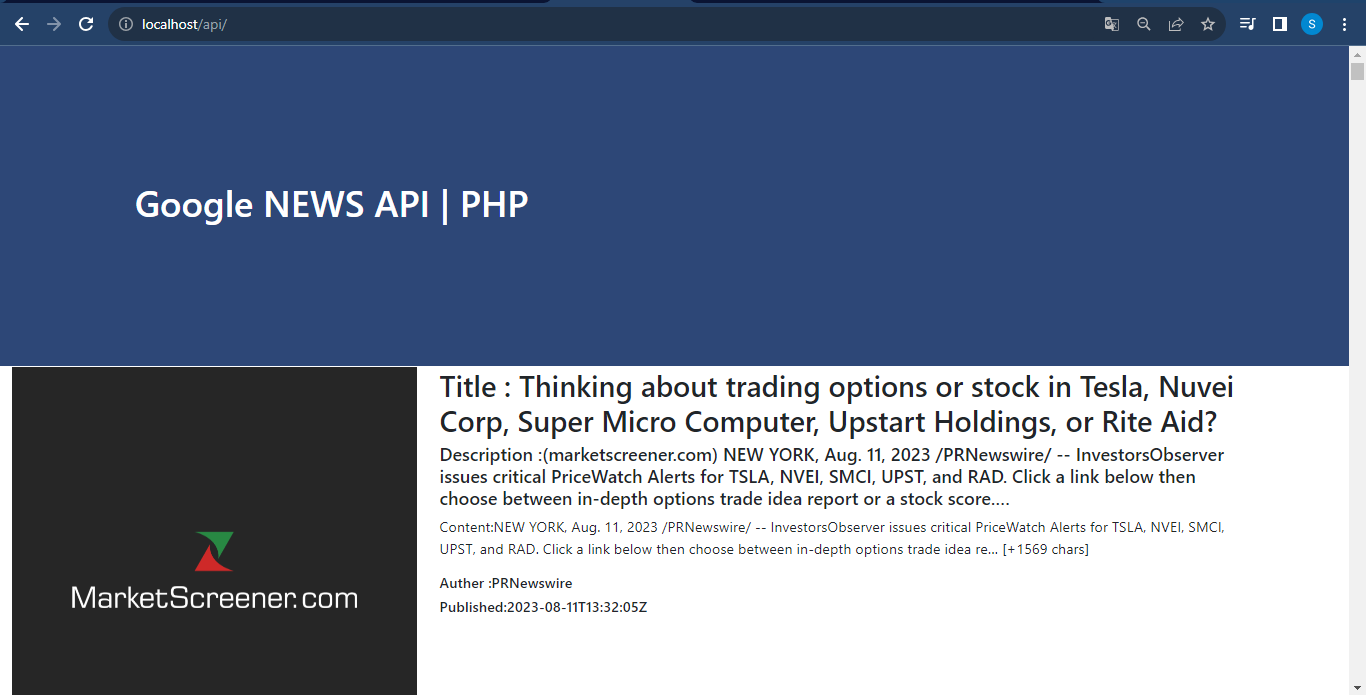 localhost/api/
S
Google NEWS API | PHP
Title : Thinking about trading options or stock in Tesla, Nuvei
Corp, Super Micro Computer, Upstart Holdings, or Rite Aid?
Description :(marketscreener.com) NEW YORK, Aug. 11, 2023 /PRNewswire/ -- InvestorsObserver
issues critical PriceWatch Alerts for TSLA, NVEI, SMCI, UPST, and RAD. Click a link below then
choose between in-depth options trade idea report or a stock score....
Content:NEW YORK, Aug. 11, 2023 /PRNewswire/ -- InvestorsObserver issues critical PriceWatch Alerts for TSLA, NVEI, SMCI,
UPST, and RAD. Click a link below then choose between in-depth options trade idea re… [+1569 chars]
Auther :PRNewswire
Published:2023-08-11T13:32:05Z
MarketScreener.com